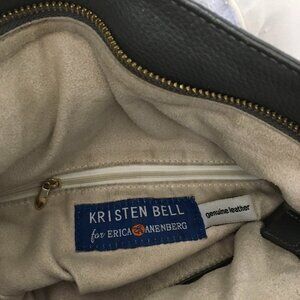 KRISTEN BELL
for ERICA ANENBERG
genuine leather